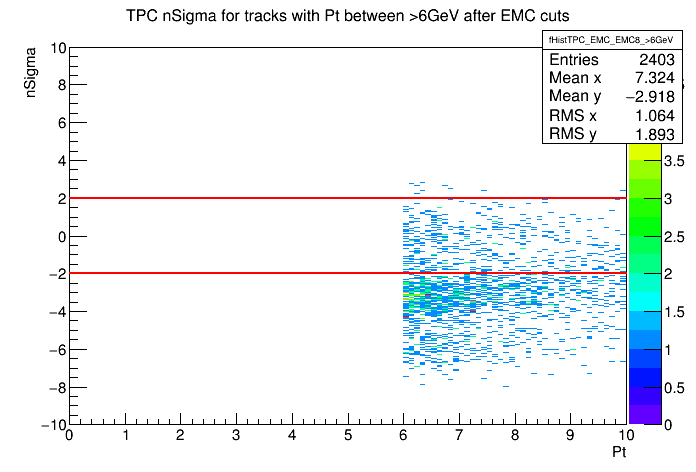 TPC nSigma for tracks with Pt between >6GeV after EMC cuts
fHistTPC_EMC_EMC8_>6GeV
Entries 2403
Mean x 7.324
Mean y −2.918
RMS x 1.064
RMS y 1.893
nSigma
10
8
6
4
2
0
−2
−4
−6
−8
−10
0 1 2 3 4 5 6 7 8 9 10
Pt
3.5
3
2.5
2
1.5
1
0.5
0